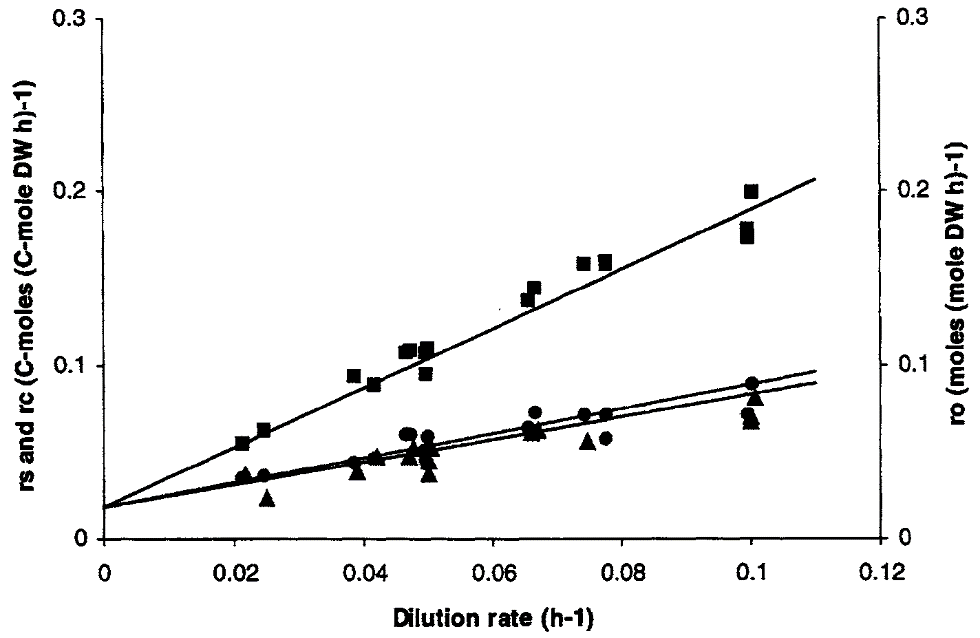 0.3
0.2
0.1
0
rs and rc (C-moles (C-mole DW h)-1)
0.3
0.2
0.1
0
ro (moles (mole DW h)-1)
0 0.02 0.04 0.06 0.08 0.1 0.12
Dilution rate (h-1)